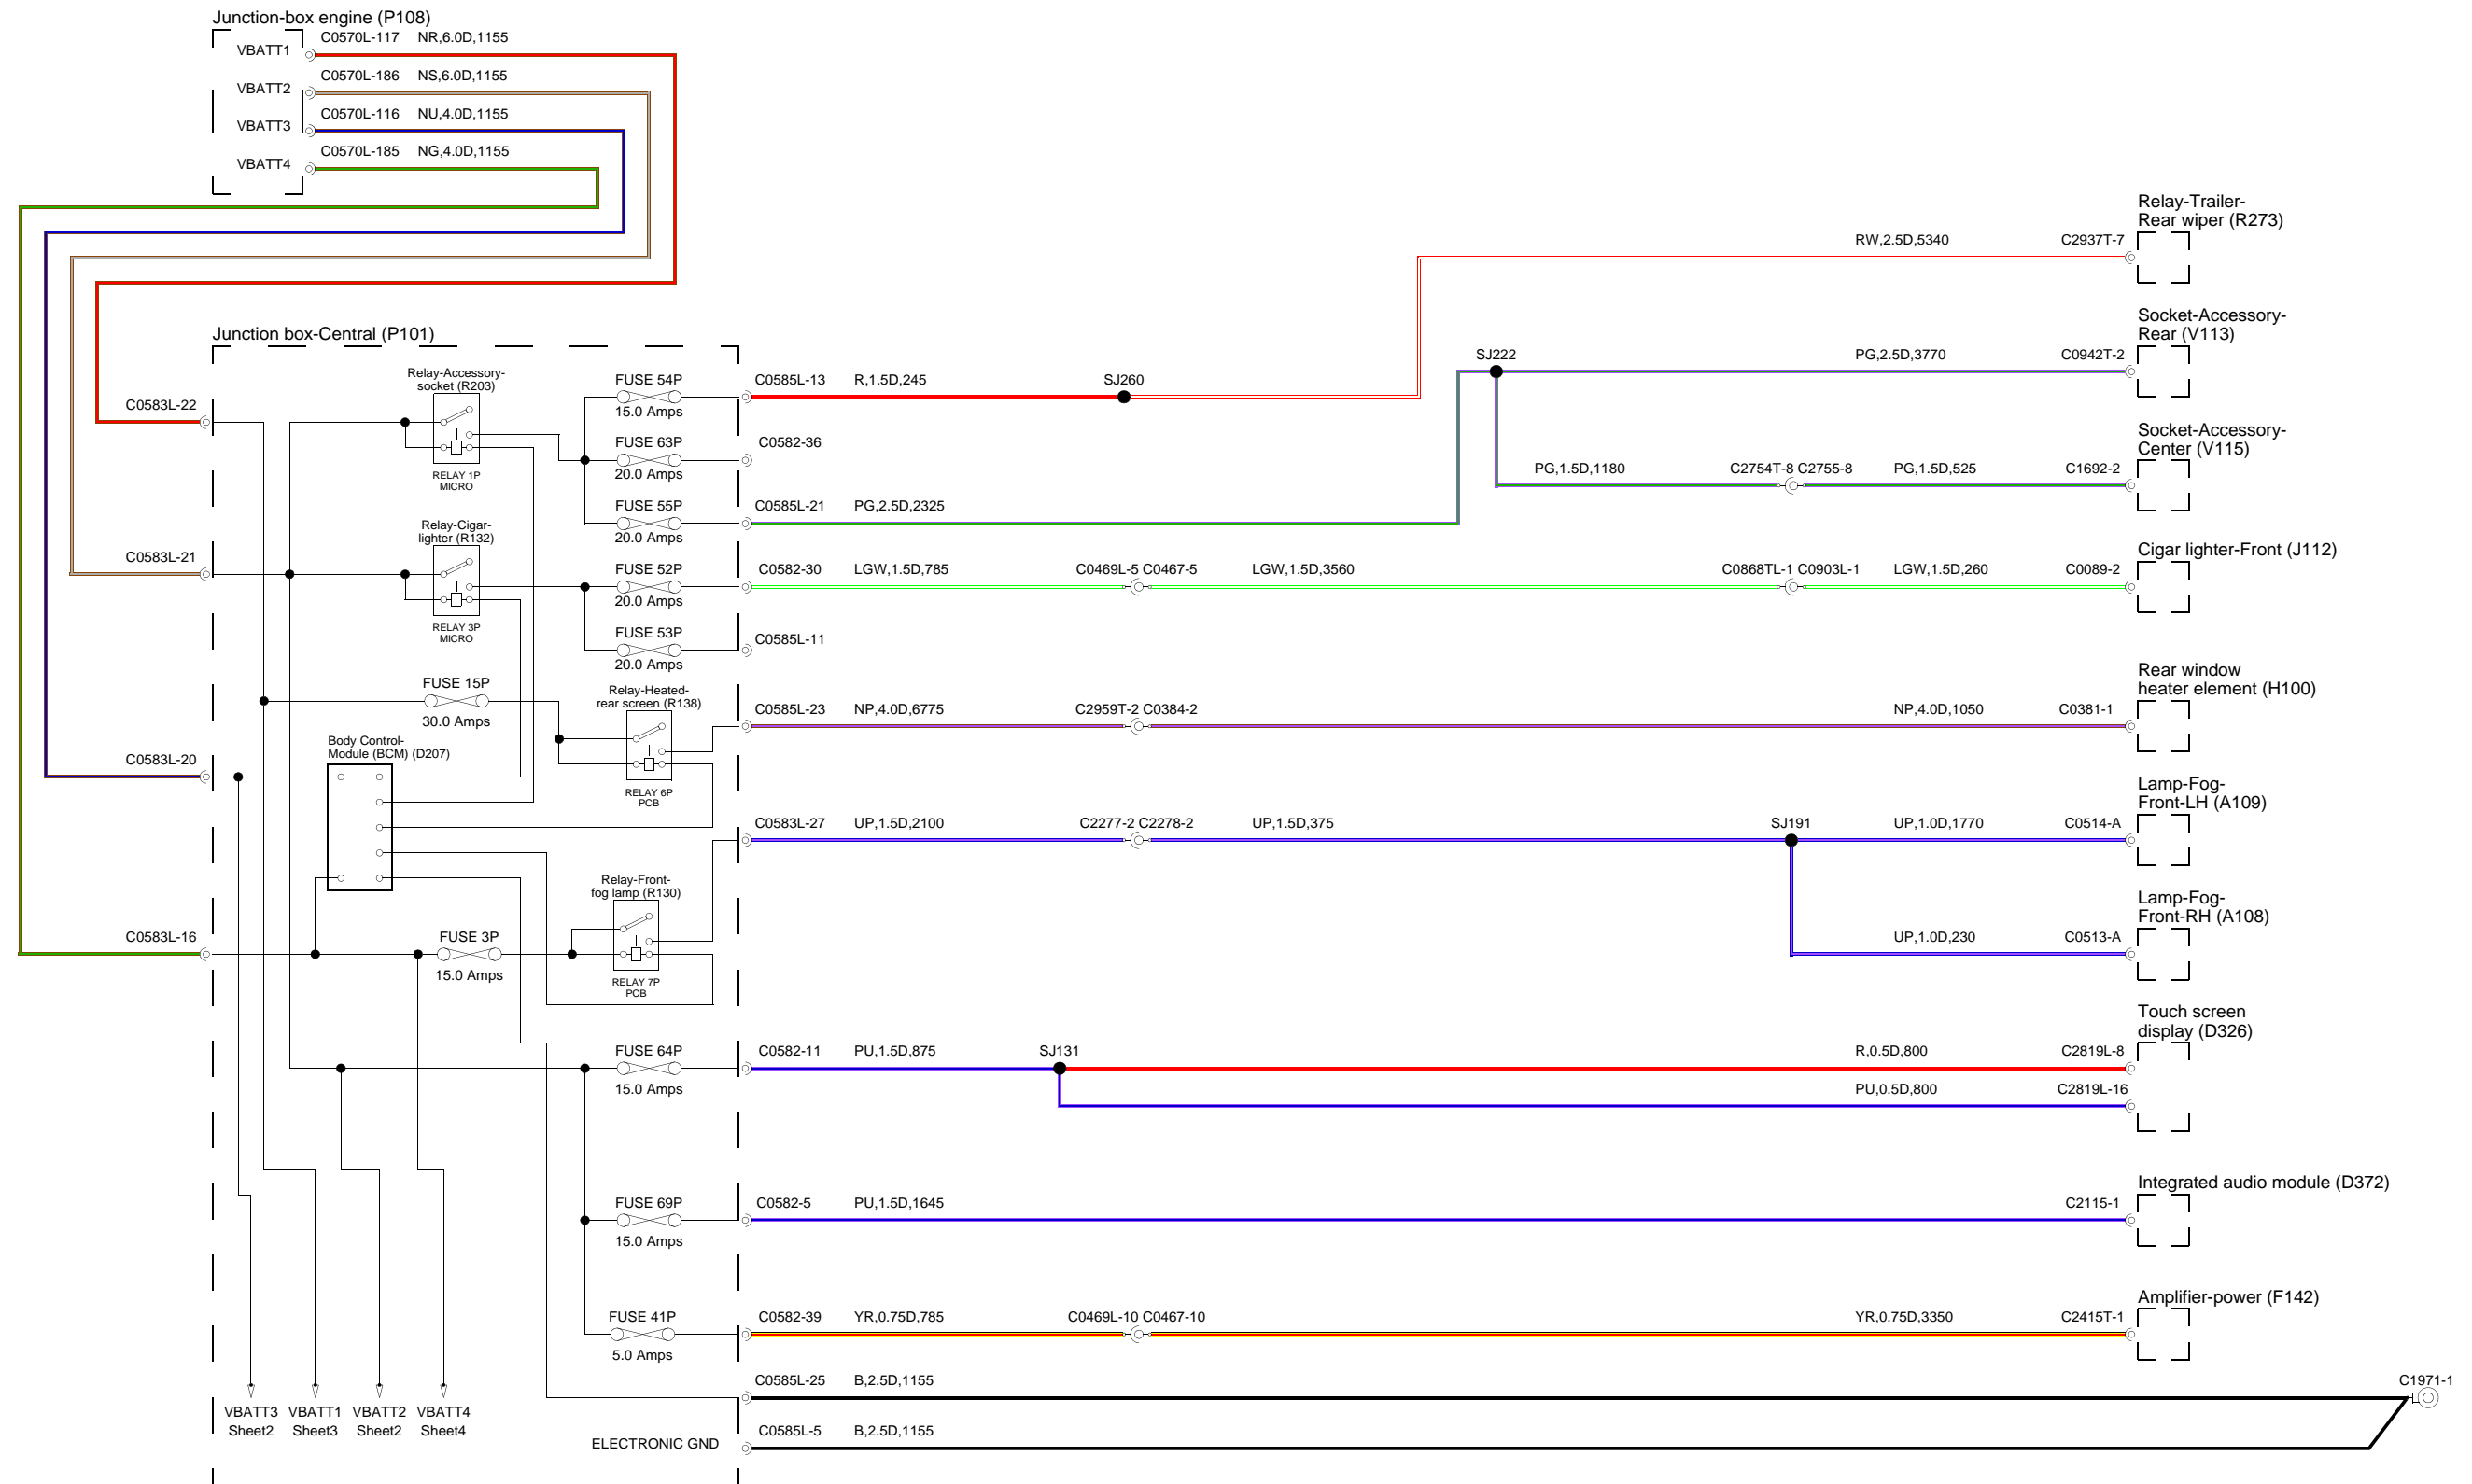 Junction-box engine (P108)
VBATT1
C0570L-117 NR,6.0D,1155
VBATT2
C0570L-186 NS,6.0D,1155
VBATT3
C0570L-116 NU,4.0D,1155
VBATT4
C0570L-185 NG,4.0D,1155
Relay-Trailer-
Rear wiper (R273)
RW,2.5D,5340 C2937T-7
Junction box-Central (P101)
Socket-Accessory-
Rear (V113)
SJ222 PG,2.5D,3770 C0942T-2
Relay-Accessory-
socket (R203)
FUSE 54P
15.0 Amps
C0585L-13 R,1.5D,245 SJ260
C0583L-22
RELAY 1P
MICRO
FUSE 63P
20.0 Amps
C0582-36
Socket-Accessory-
Center (V115)
PG,1.5D,1180 C2754T-8 C2755-8 PG,1.5D,525 C1692-2
FUSE 55P
20.0 Amps
C0585L-21 PG,2.5D,2325
Relay-Cigar-
lighter (R132)
C0583L-21
RELAY 3P
MICRO
FUSE 52P
20.0 Amps
C0582-30 LGW,1.5D,785 C0469L-5 C0467-5 LGW,1.5D,3560 C0868TL-1 C0903L-1 LGW,1.5D,260 C0089-2
Cigar lighter-Front (J112)
FUSE 53P
20.0 Amps
C0585L-11
FUSE 15P
30.0 Amps
Relay-Heated-
rear screen (R138)
RELAY 6P
PCB
C0585L-23 NP,4.0D,6775 C2959T-2 C0384-2 NP,4.0D,1050 C0381-1
Rear window
heater element (H100)
Body Control-
Module (BCM) (D207)
C0583L-20
Lamp-Fog-
Front-LH (A109)
C0583L-27 UP,1.5D,2100 C2277-2 C2278-2 UP,1.5D,375 SJ191 UP,1.0D,1770 C0514-A
Relay-Front-
fog lamp (R130)
RELAY 7P
PCB
Lamp-Fog-
Front-RH (A108)
UP,1.0D,230 C0513-A
C0583L-16
FUSE 3P
15.0 Amps
Touch screen
display (D326)
FUSE 64P
15.0 Amps
C0582-11 PU,1.5D,875 SJ131 R,0.5D,800 C2819L-8
PU,0.5D,800 C2819L-16
FUSE 69P
15.0 Amps
C0582-5 PU,1.5D,1645 C2115-1
Integrated audio module (D372)
FUSE 41P
5.0 Amps
C0582-39 YR,0.75D,785 C0469L-10 C0467-10 YR,0.75D,3350 C2415T-1
Amplifier-power (F142)
C0585L-25 B,2.5D,1155 C1971-1
VBATT3 VBATT1 VBATT2 VBATT4
Sheet2 Sheet3 Sheet2 Sheet4
ELECTRONIC GND C0585L-5 B,2.5D,1155